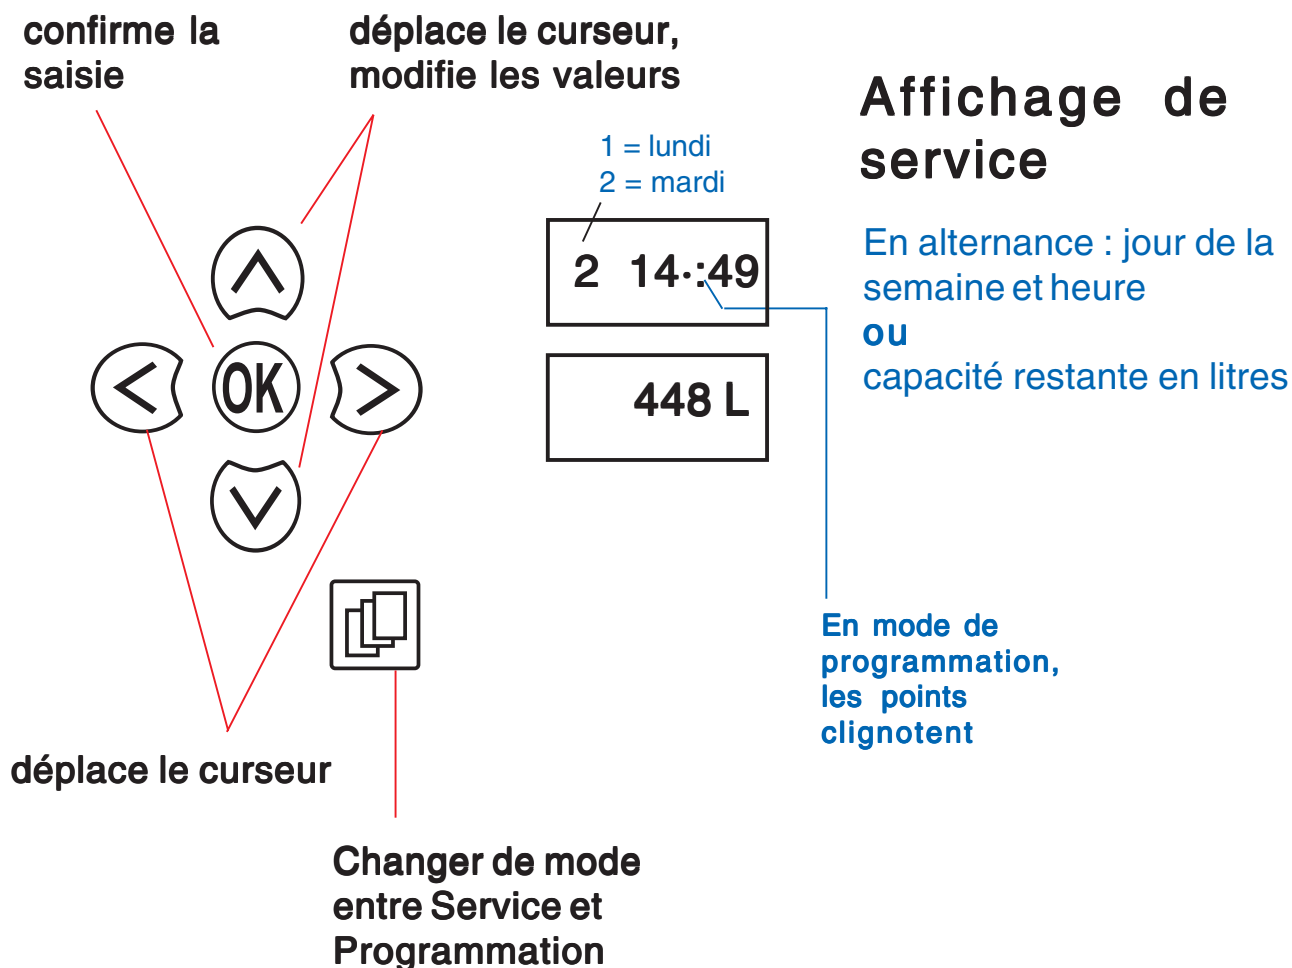 confirme la
saisie
déplace le curseur,
modifie les valeurs
Affichage de
service
1 = lundi
2 = mardi
2 14·:49
448 L
En alternance : jour de la
semaine et heure
ou
capacité restante en litres
OK
En mode de
programmation,
les points
clignotent
déplace le curseur
Changer de mode
entre Service et
Programmation